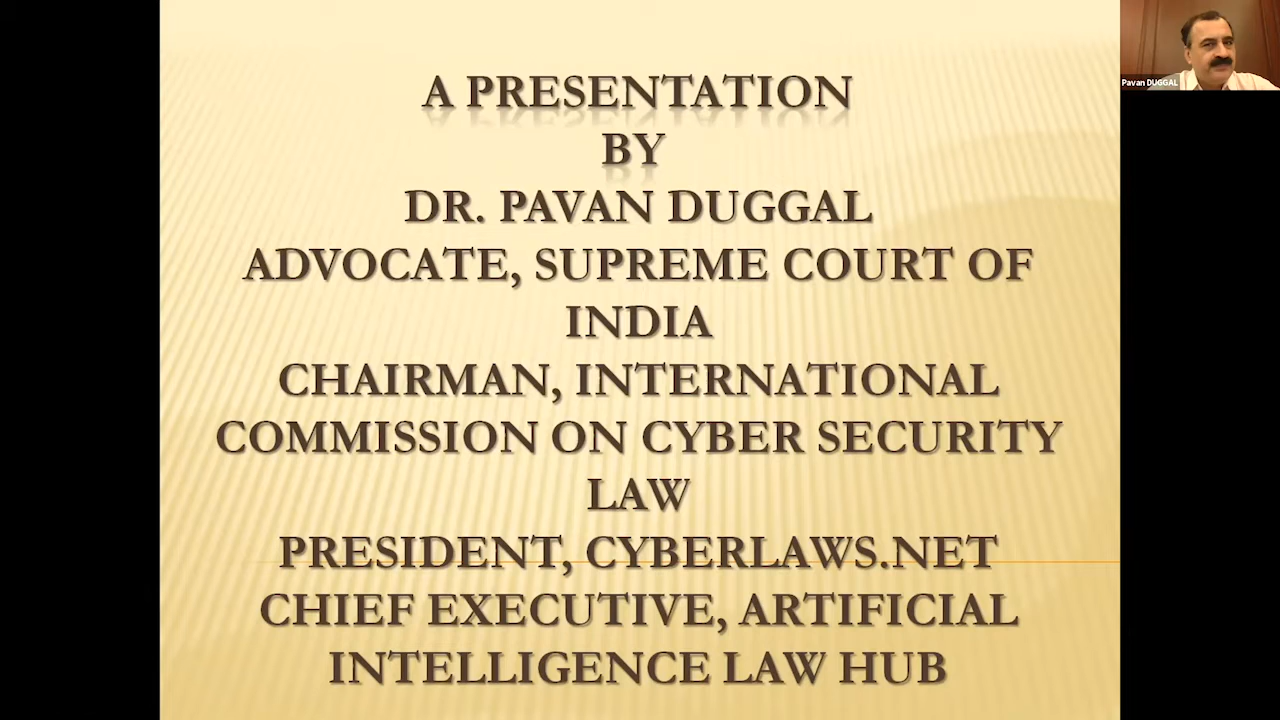 A PRESENTATION
BY
DR. PAVAN DUGGAL
ADVOCATE, SUPREME COURT OF
INDIA
CHAIRMAN, INTERNATIONAL
COMMISSION ON CYBER SECURITY
LAW
PRESIDENT, CYBERLAWS.NET
CHIEF EXECUTIVE, ARTIFICIAL
INTELLIGENCE LAW HUB
Pavan DUGGAL